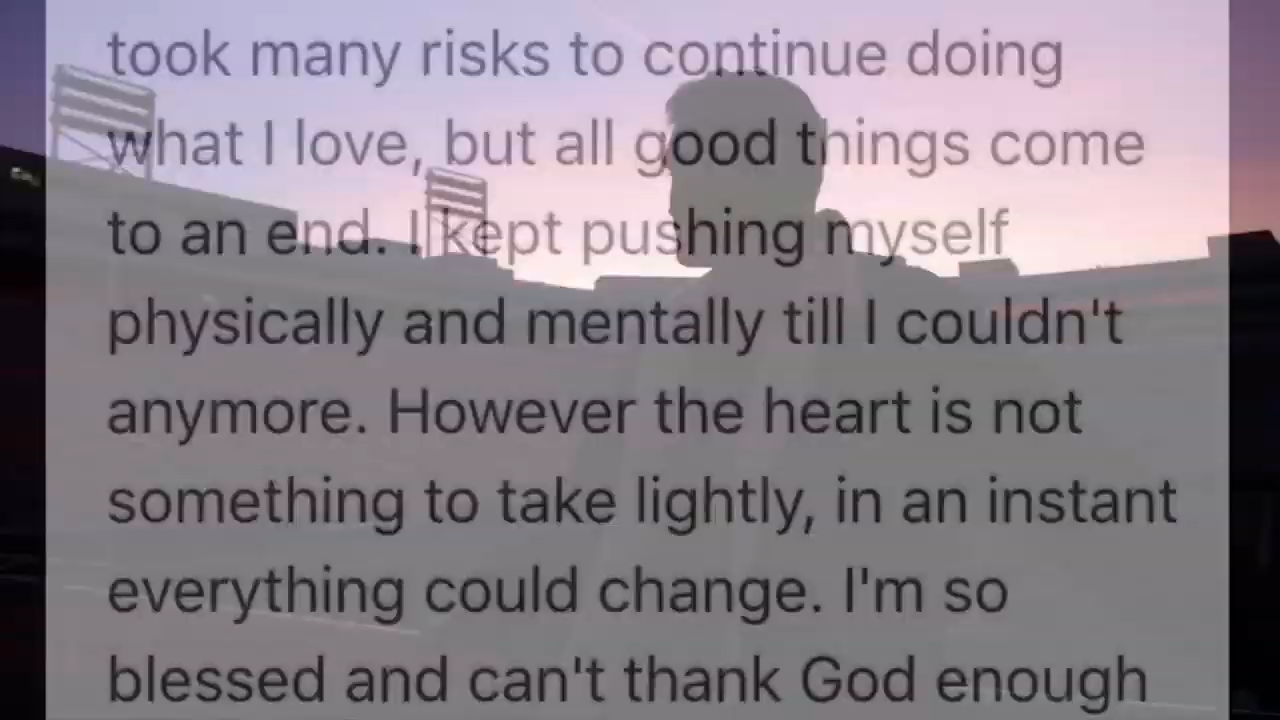 took many risks to continue doing
what I love, but all good things come
to an end. I kept pushing myself
physically and mentally till I couldn't
anymore. However the heart is not
something to take lightly, in an instant
everything could change. I'm so
blessed and can't thank God enough